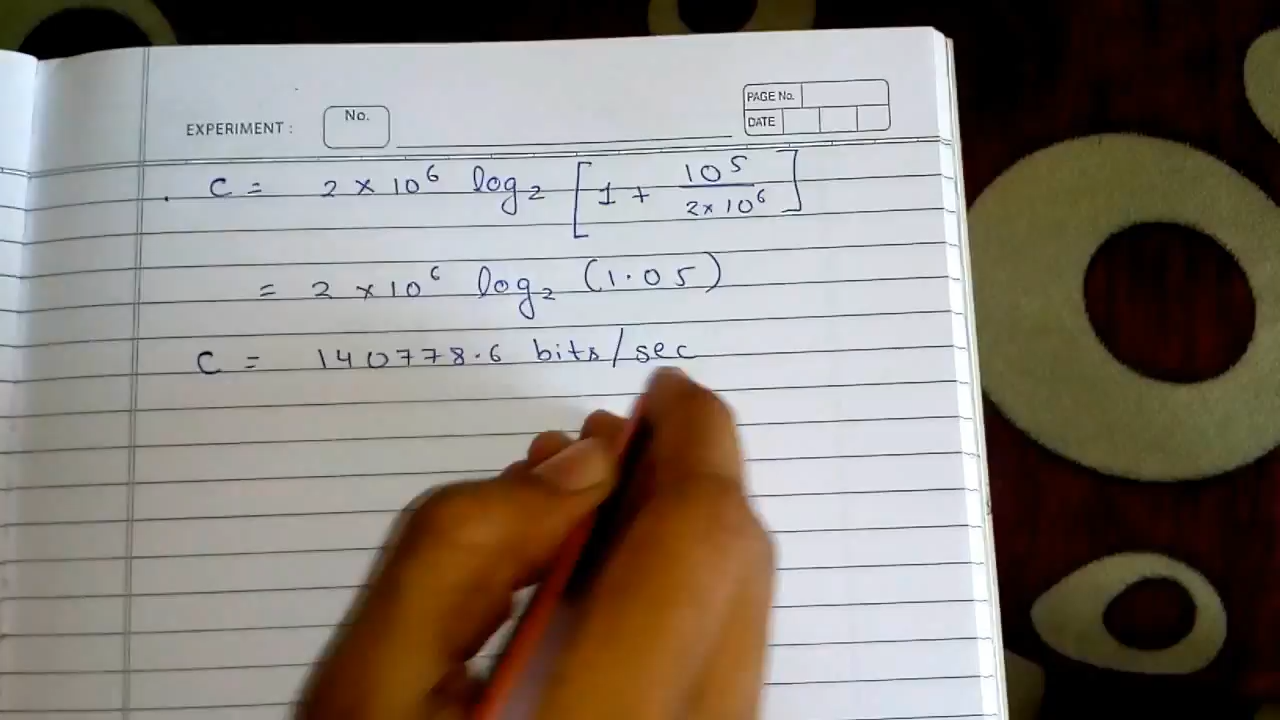 PAGE No.
EXPERIMENT : No.
DATE
. C = 2 × 10⁶ log₂ [1 + 10⁵ / 2×10⁶]
= 2 × 10⁶ log₂ (1.05)
C = 140778.6 bits/sec